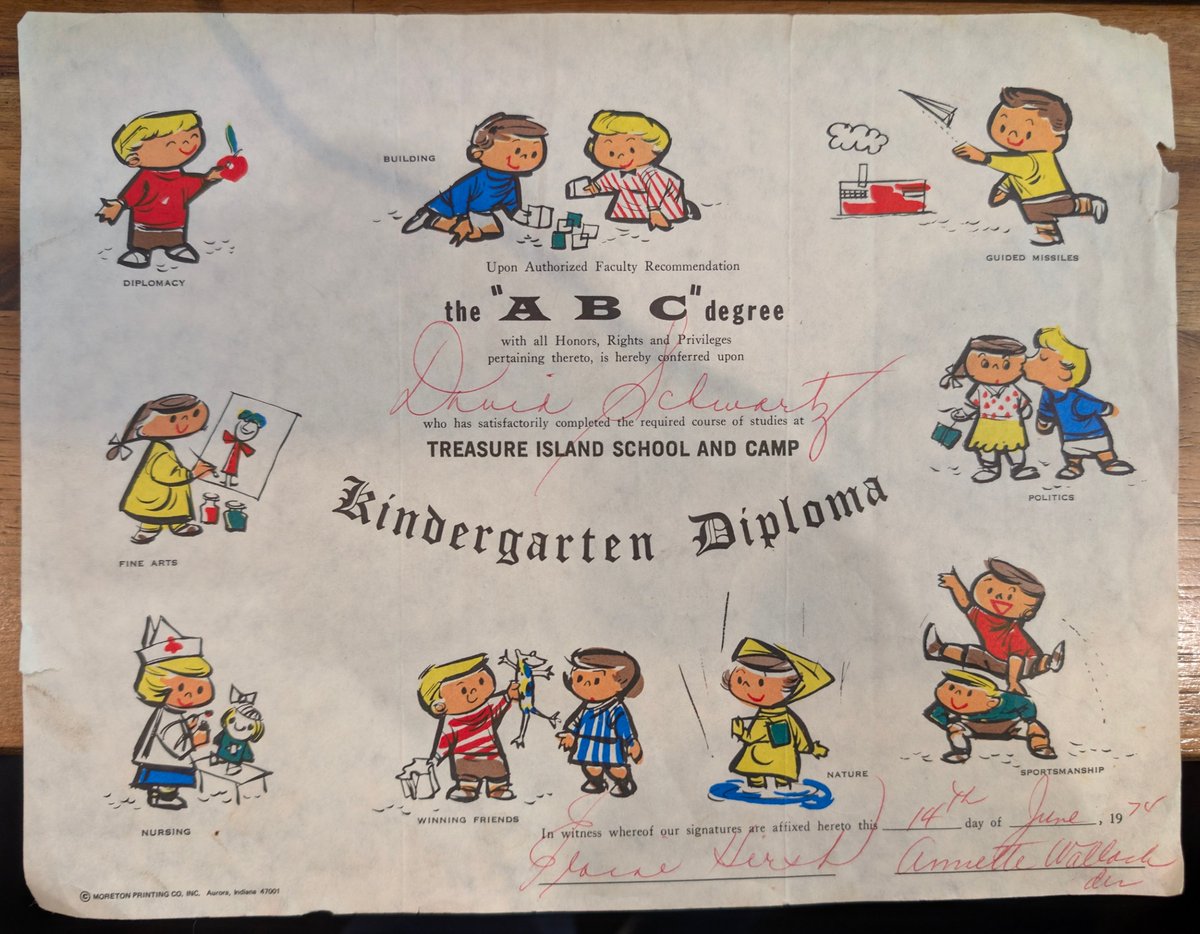 DIPLOMACY
BUILDING
GUIDED MISSILES
Upon Authorized Faculty Recommendation
the "A B C" degree
with all Honors, Rights and Privileges
pertaining thereto, is hereby conferred upon
David Schwartz
who has satisfactorily completed the required course of studies at
TREASURE ISLAND SCHOOL AND CAMP
POLITICS
Kindergarten Diploma
FINE ARTS
SPORTSMANSHIP
NATURE
WINNING FRIENDS
NURSING
In witness whereof our signatures are affixed hereto this 14th day of June, 1974
Hersh Annette Wallach
© MORETON PRINTING CO, INC. Aurora, Indiana 47001